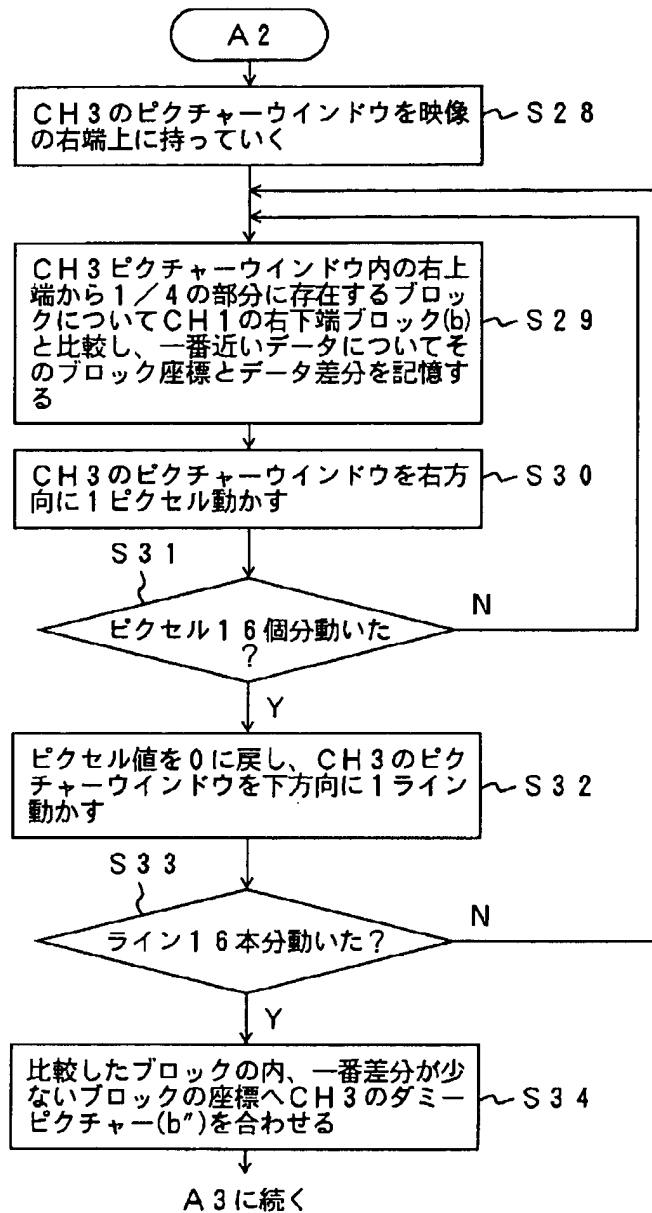 A2
CH3のピクチャーウインドウを映像
の右端上に持っていく
S28
CH3ピクチャーウインドウ内の右上
端から1/4の部分に存在するブロッ
クについてCH1の右下端ブロック(b)
と比較し、一番近いデータについてそ
のブロック座標とデータ差分を記憶す
る
S29
CH3のピクチャーウインドウを右方
向に1ピクセル動かす
S30
S31
ピクセル16個分動いた
?
N
Y
ピクセル値を0に戻し、CH3のピク
チャーウインドウを下方向に1ライン
動かす
S32
S33
ライン16本分動いた?
N
Y
比較したブロックの内、一番差分が少
ないブロックの座標へCH3のダミー
ピクチャー(b″)を合わせる
S34
A3に続く